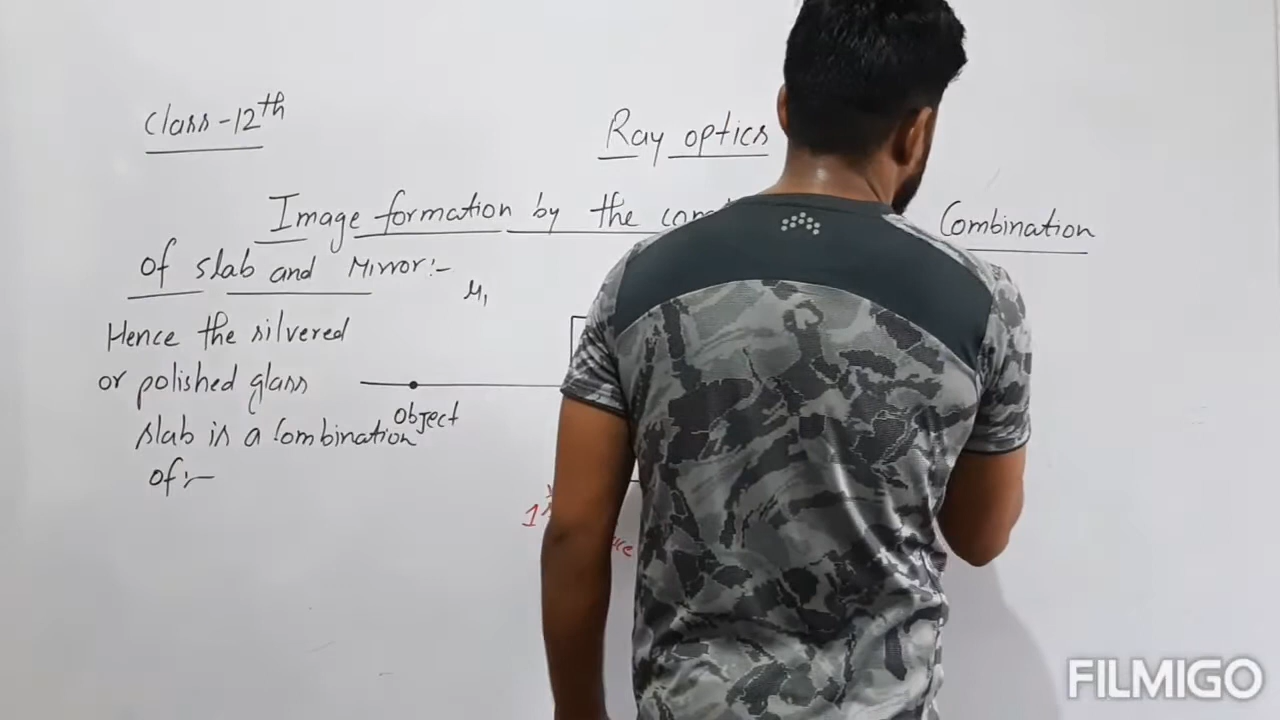 Class-12th
Ray optics
Image formation by the com Combination
of slab and Mirror:-
μ1
Hence the silvered
or polished glass
Object
slab is a combination
of:-
1
FILMIGO